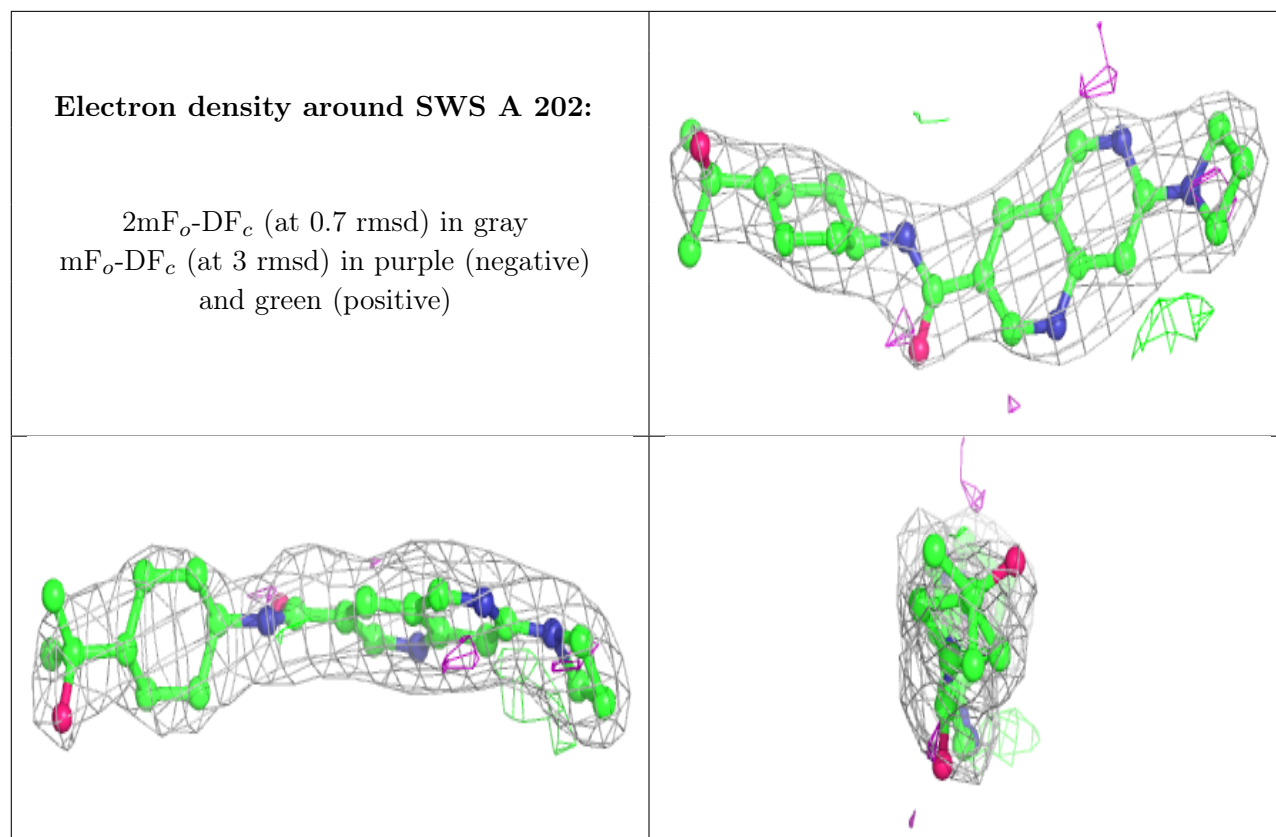 Electron density around SWS A 202:
2mFo-DFc (at 0.7 rmsd) in gray
mFo-DFc (at 3 rmsd) in purple (negative)
and green (positive)